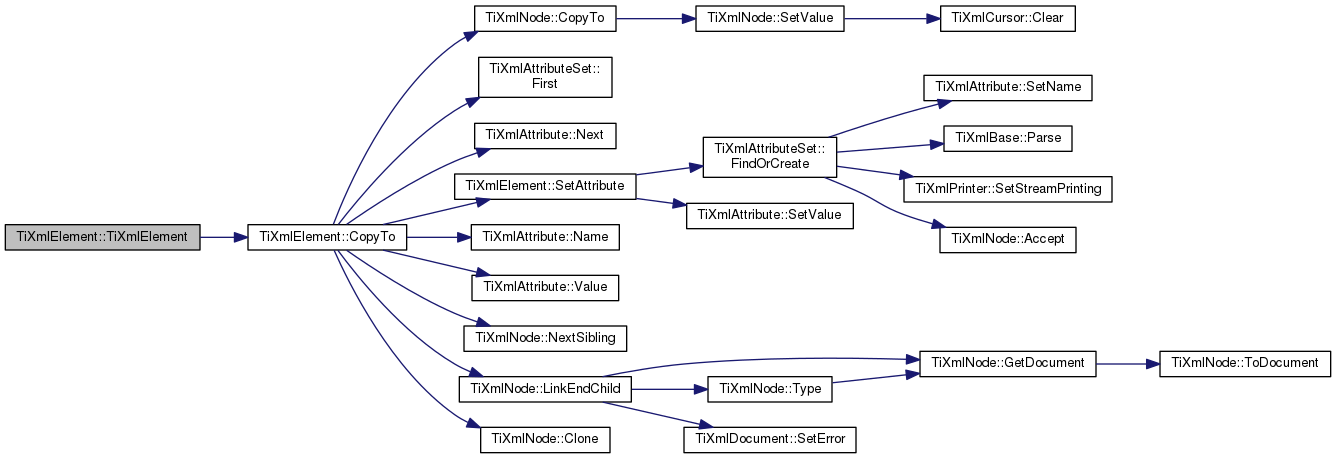 TiXmlElement::TiXmlElement
TiXmlElement::CopyTo
TiXmlNode::CopyTo
TiXmlNode::SetValue
TiXmlCursor::Clear
TiXmlAttributeSet::
First
TiXmlAttribute::Next
TiXmlElement::SetAttribute
TiXmlAttributeSet::
FindOrCreate
TiXmlAttribute::SetName
TiXmlBase::Parse
TiXmlPrinter::SetStreamPrinting
TiXmlNode::Accept
TiXmlAttribute::SetValue
TiXmlAttribute::Name
TiXmlAttribute::Value
TiXmlNode::NextSibling
TiXmlNode::LinkEndChild
TiXmlNode::GetDocument
TiXmlNode::ToDocument
TiXmlNode::Type
TiXmlDocument::SetError
TiXmlNode::Clone